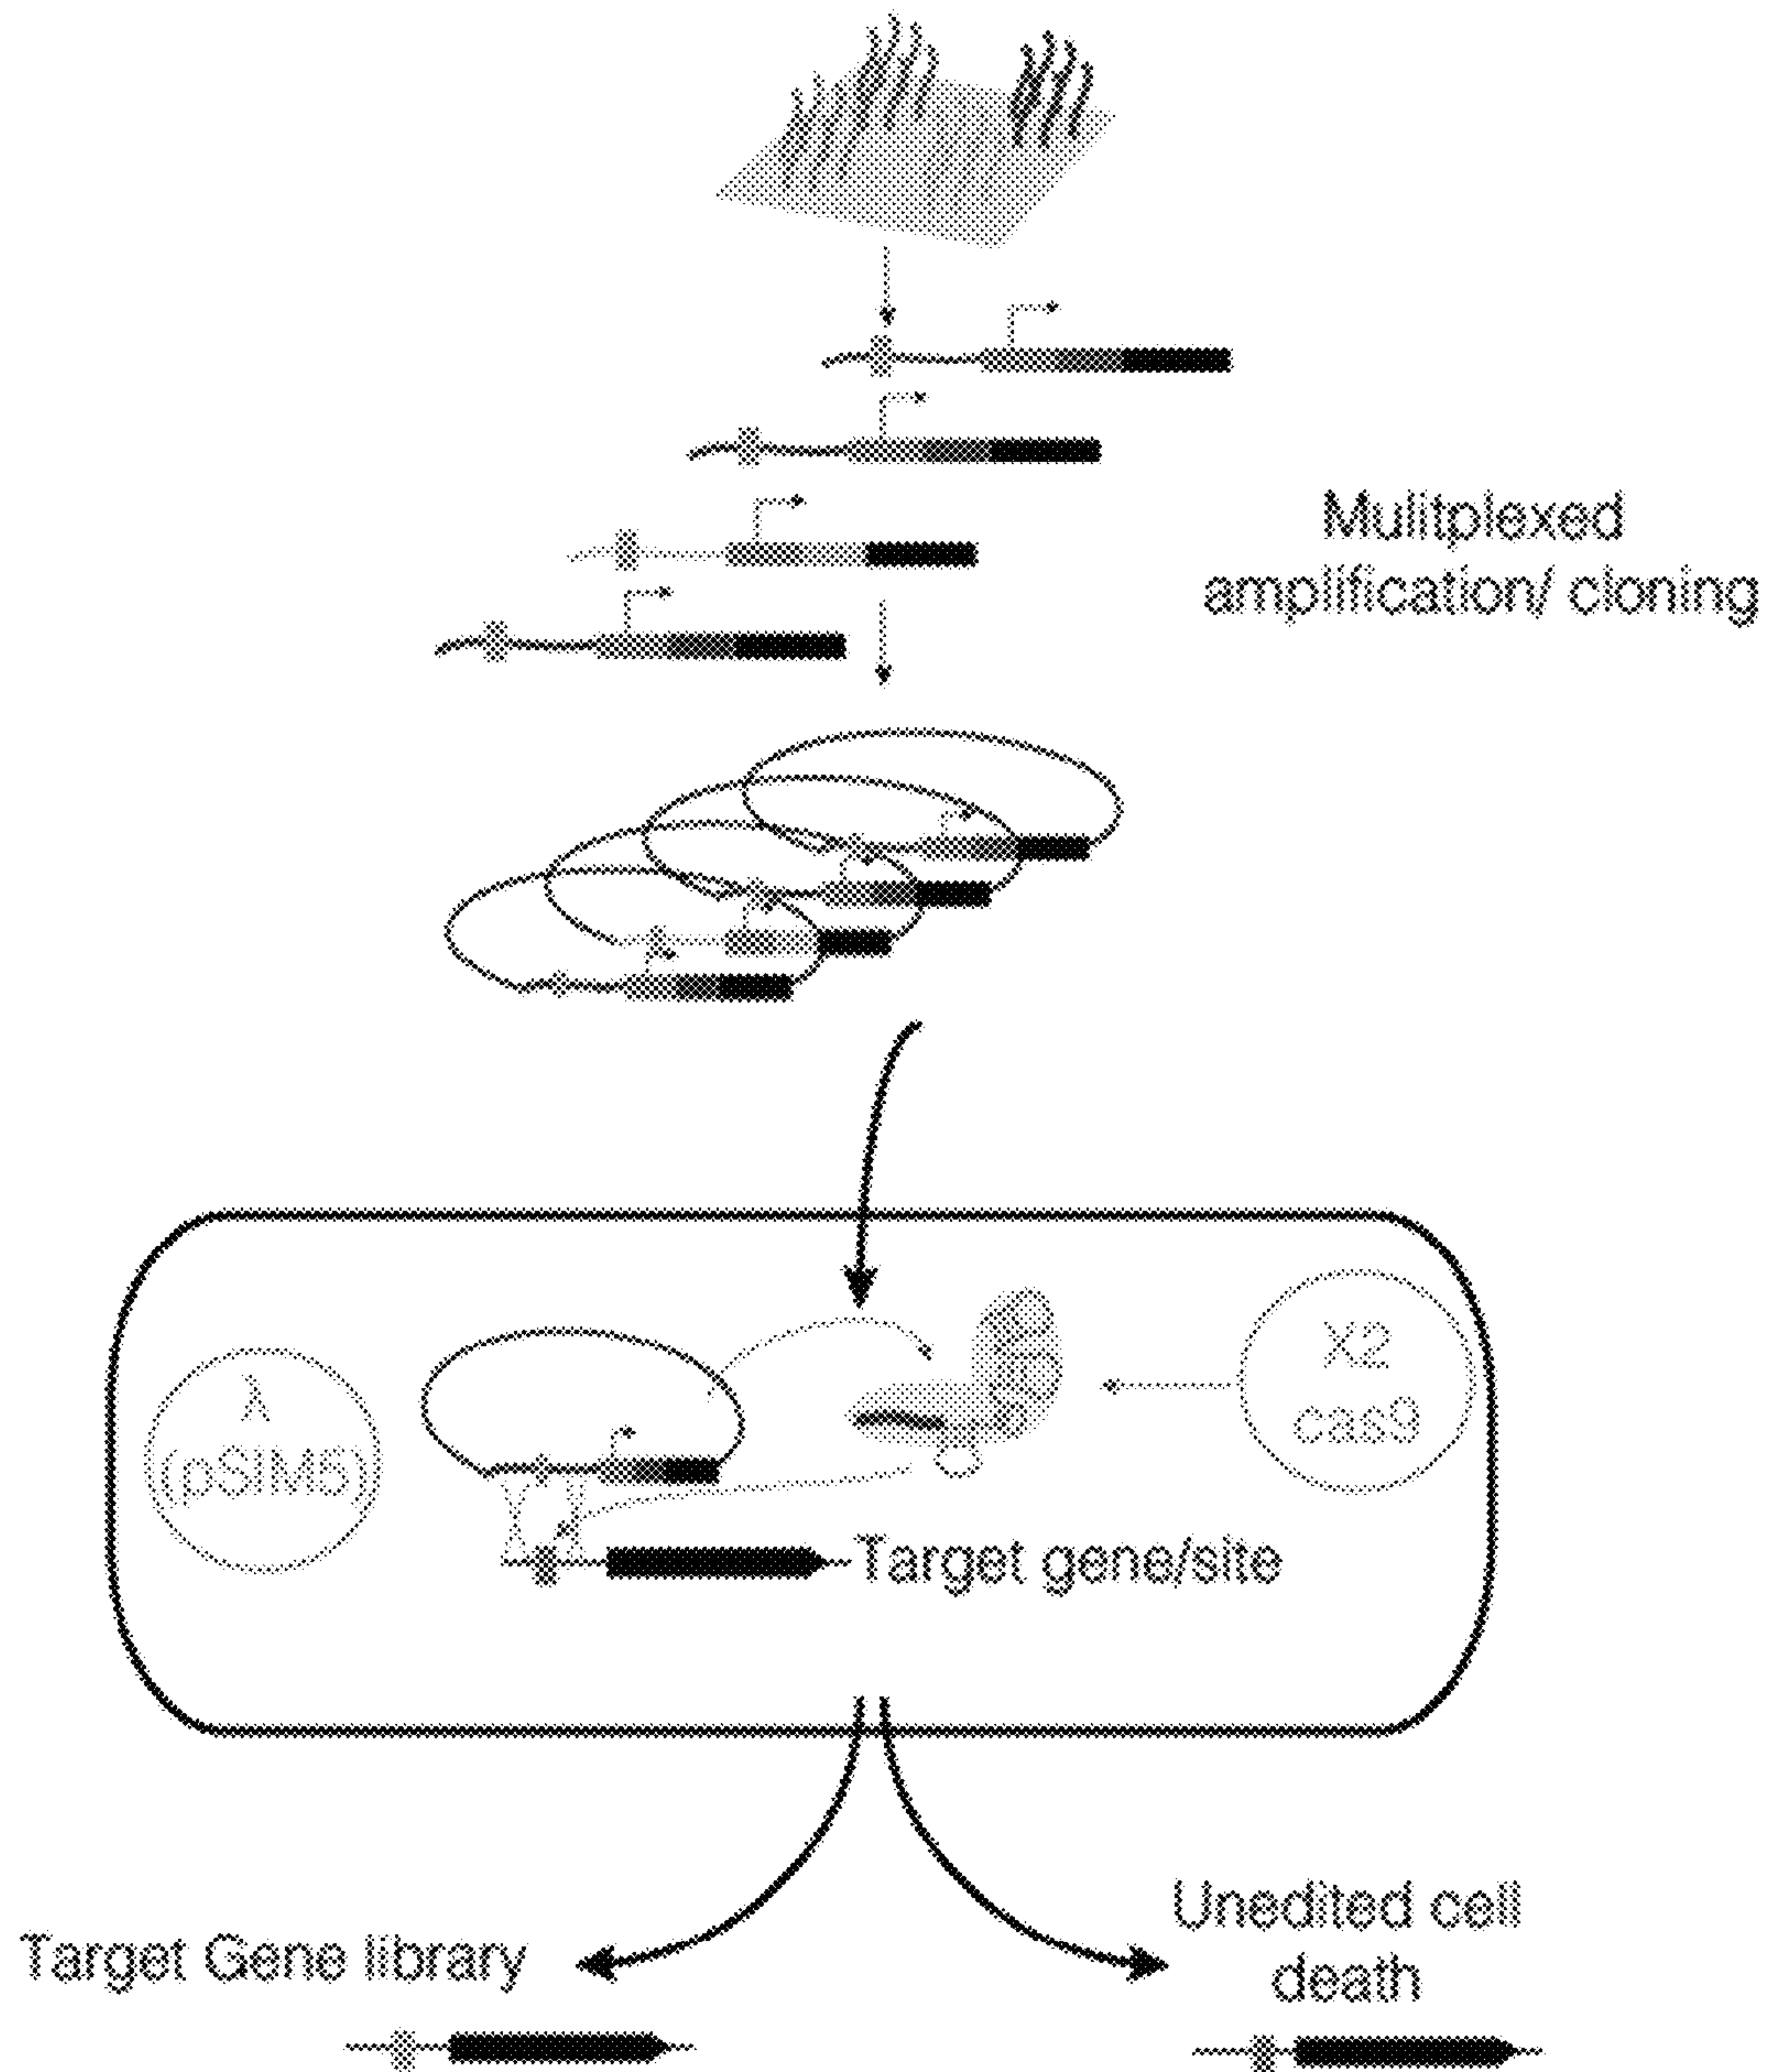 Mulitplexed
amplification/ cloning
λ
(pSIM5)
X2
cas9
Target gene/site
Target Gene library
Unedited cell
death